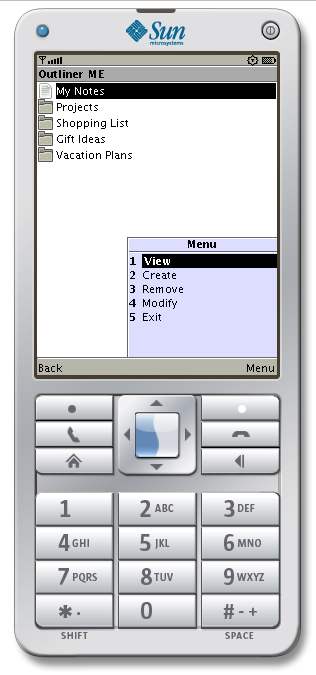 Sun
microsystems
Outliner ME
My Notes
Projects
Shopping List
Gift Ideas
Vacation Plans
Menu
1 View
2 Create
3 Remove
4 Modify
5 Exit
Back Menu
1 2 ABC 3 DEF
4 GHI 5 JKL 6 MNO
7 PQRS 8 TUV 9 WXYZ
* · 0 # - +
SHIFT SPACE